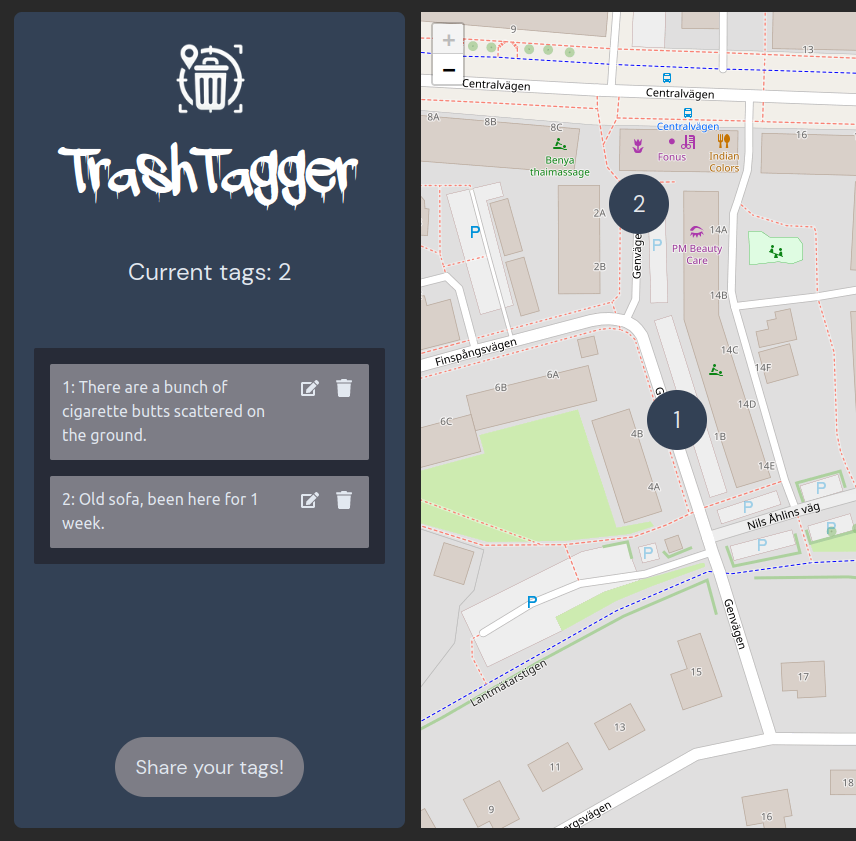 TrashTagger
Current tags: 2
1: There are a bunch of
cigarette butts scattered on
the ground.
2: Old sofa, been here for 1
week.
Share your tags!
+
−
9
13
Centralvägen
Centralvägen
8A
8B
8C
Centralvägen
16
Benya
thaimassage
Fonus
Indian
Colors
2
2A
P
P
14A
PM Beauty
Care
2B
Genväge
14B
Finspångsvägen
14C
14F
6A
6B
G
14D
6C
1
4B
1B
14E
4A
P
P
Nils Åhlins väg
P
P
P
P
Genvägen
Lantmätarstigen
15
17
13
11
18
9
16
ergsvägen